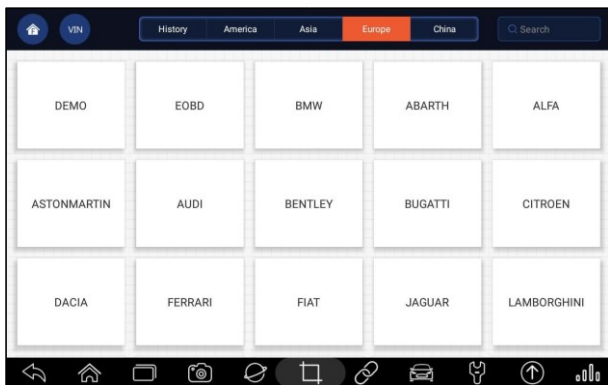 VIN History America Asia Europe China Search
DEMO EOBD BMW ABARTH ALFA
ASTONMARTIN AUDI BENTLEY BUGATTI CITROEN
DACIA FERRARI FIAT JAGUAR LAMBORGHINI